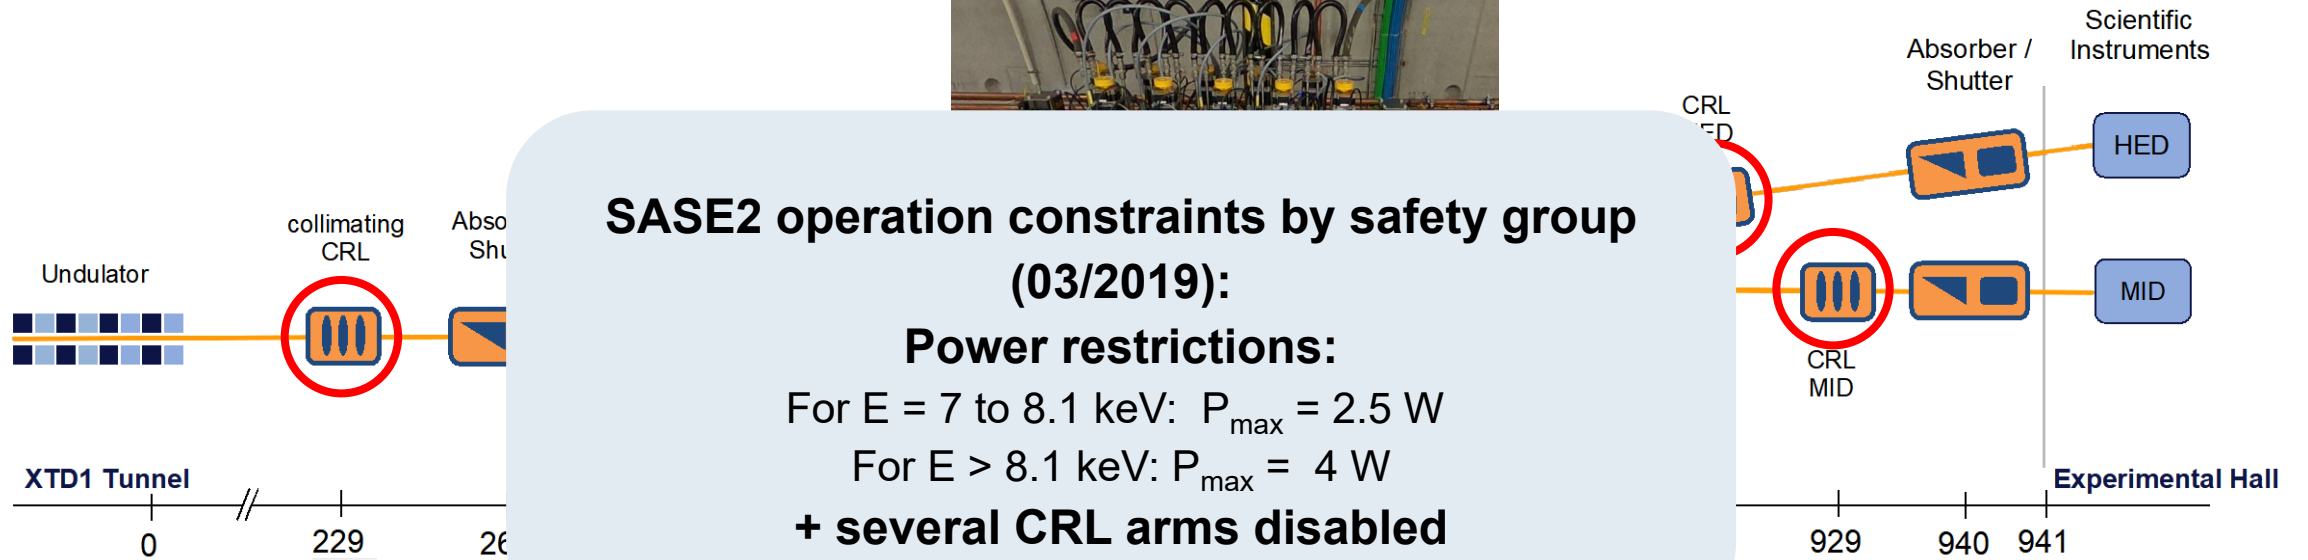 Scientific
Instruments
Absorber /
Shutter
CRL
HED
MID
collimating
CRL
Undulator
CRL
MID
SASE2 operation constraints by safety group
(03/2019):
Power restrictions:
For E = 7 to 8.1 keV: Pmax = 2.5 W
For E > 8.1 keV: Pmax = 4 W
+ several CRL arms disabled
XTD1 Tunnel
Experimental Hall
0
229
929
940
941